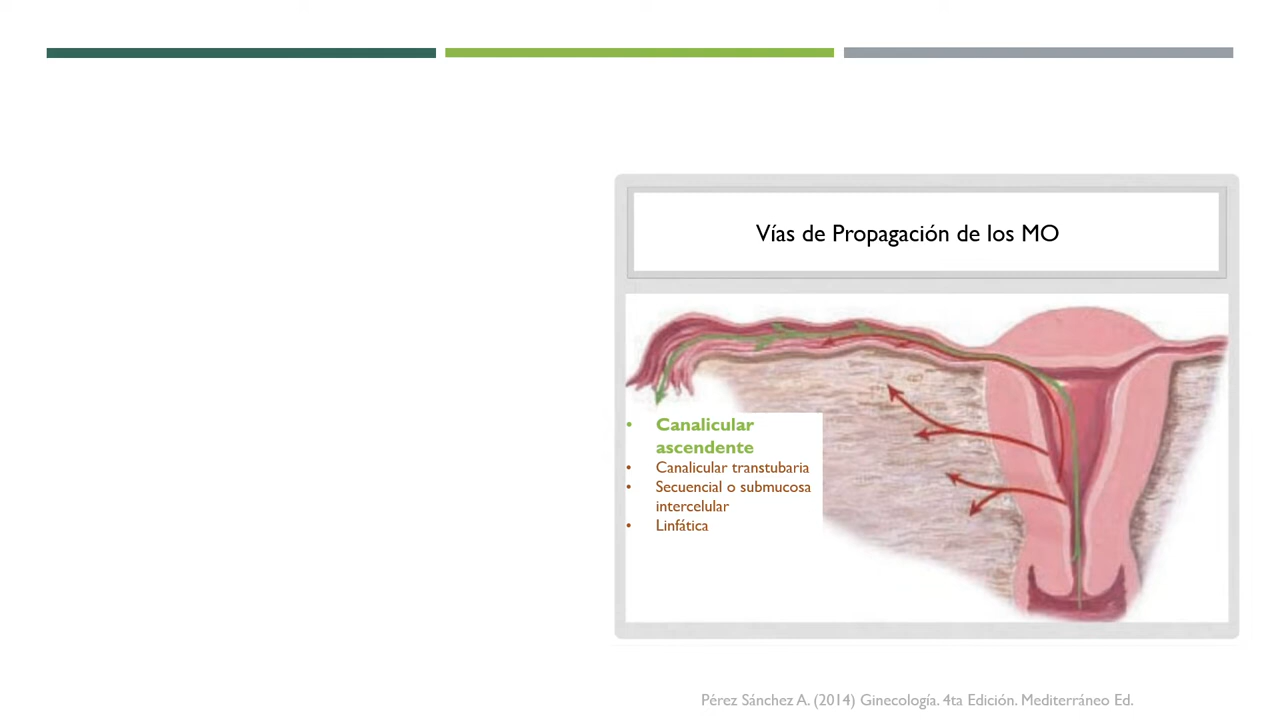 Vías de Propagación de los MO
• Canalicular
ascendente
• Canalicular transtubaria
• Secuencial o submucosa
intercelular
• Linfática
Pérez Sánchez A. (2014) Ginecología. 4ta Edición. Mediterráneo Ed.